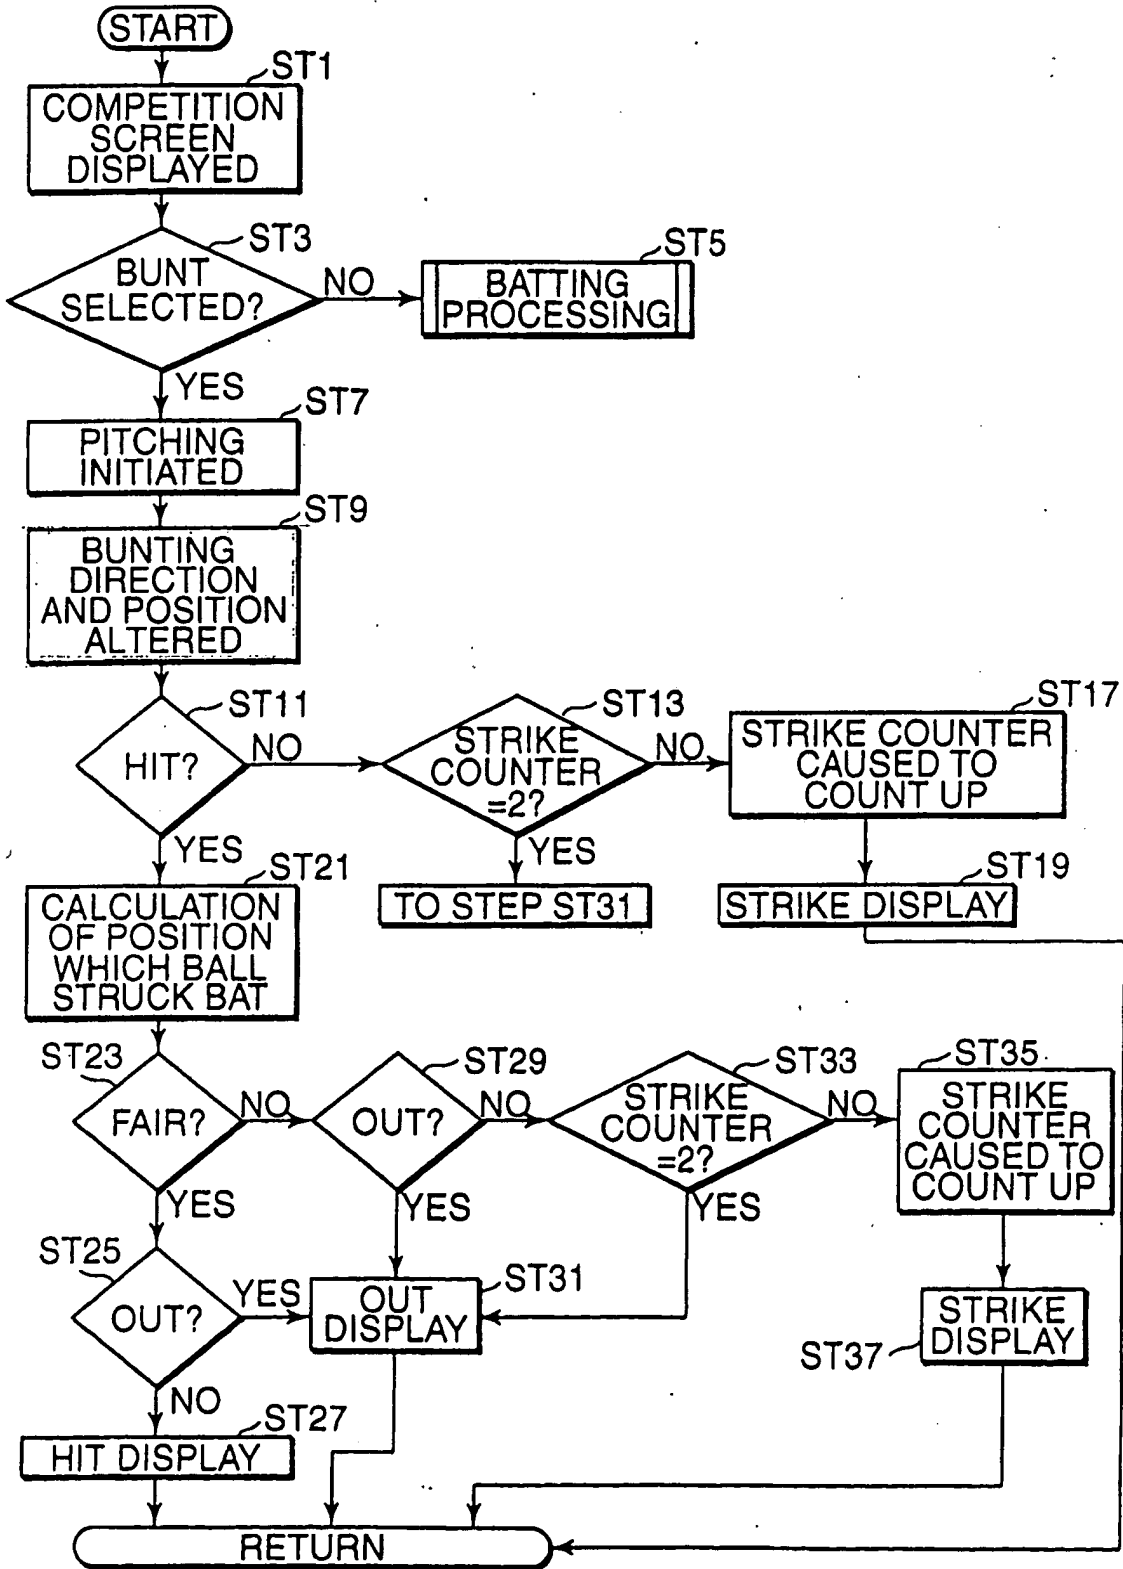 START
ST1
COMPETITION
SCREEN
DISPLAYED
ST3
BUNT
SELECTED?
NO
ST5
BATTING
PROCESSING
YES
ST7
PITCHING
INITIATED
ST9
BUNTING
DIRECTION
AND POSITION
ALTERED
ST11
HIT?
NO
ST13
STRIKE
COUNTER
=2?
NO
ST17
STRIKE COUNTER
CAUSED TO
COUNT UP
YES
YES
ST21
TO STEP ST31
ST19
STRIKE DISPLAY
CALCULATION
OF POSITION
WHICH BALL
STRUCK BAT
ST23
FAIR?
NO
ST29
OUT?
NO
ST33
STRIKE
COUNTER
=2?
NO
ST35
STRIKE
COUNTER
CAUSED TO
COUNT UP
YES
YES
YES
ST25
OUT?
YES
ST31
OUT
DISPLAY
ST37
STRIKE
DISPLAY
NO
ST27
HIT DISPLAY
RETURN